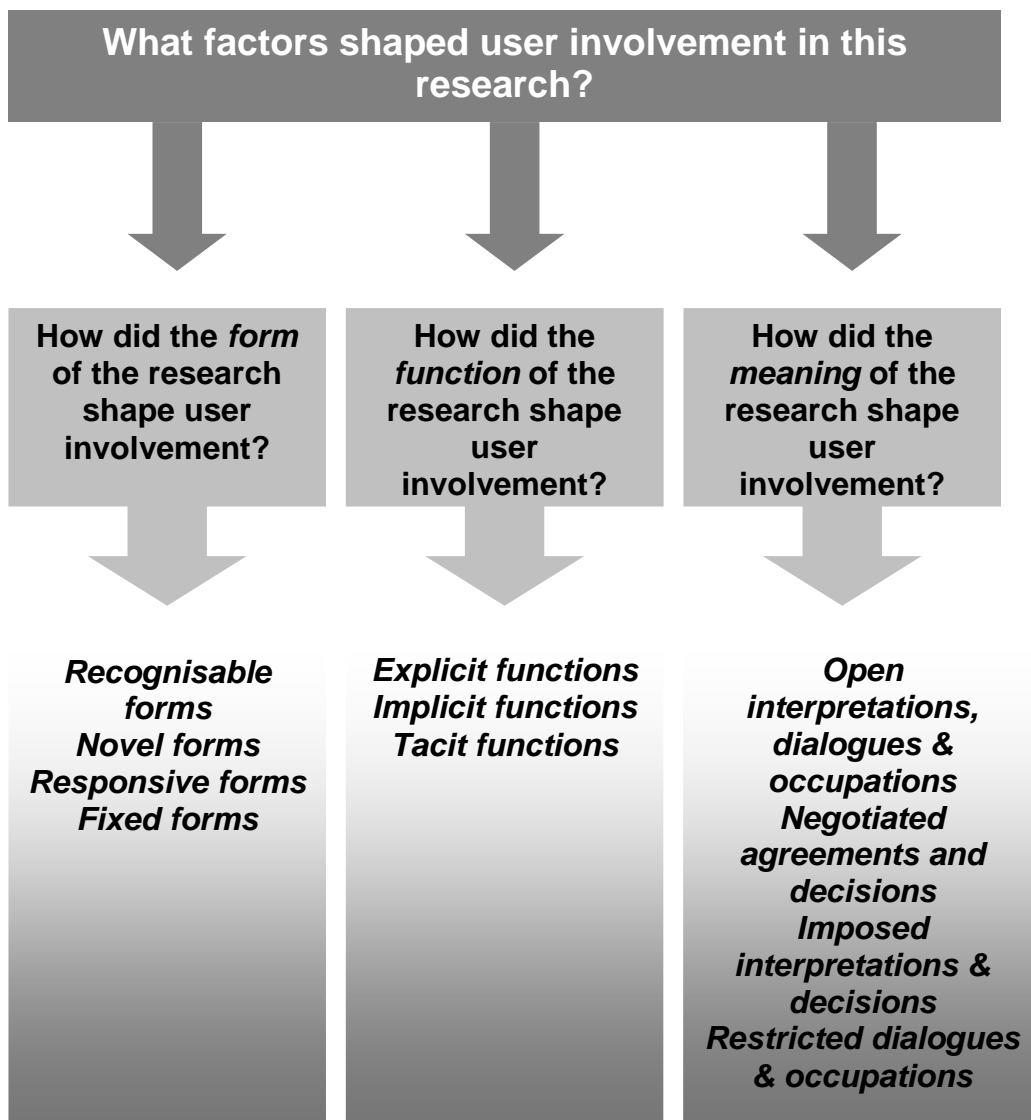 What factors shaped user involvement in this
research?
How did the form
of the research
shape user
involvement?
How did the
function of the
research shape
user
involvement?
How did the
meaning of the
research shape
user
involvement?
Recognisable
forms
Novel forms
Responsive forms
Fixed forms
Explicit functions
Implicit functions
Tacit functions
Open
interpretations,
dialogues &
occupations
Negotiated
agreements and
decisions
Imposed
interpretations &
decisions
Restricted dialogues
& occupations